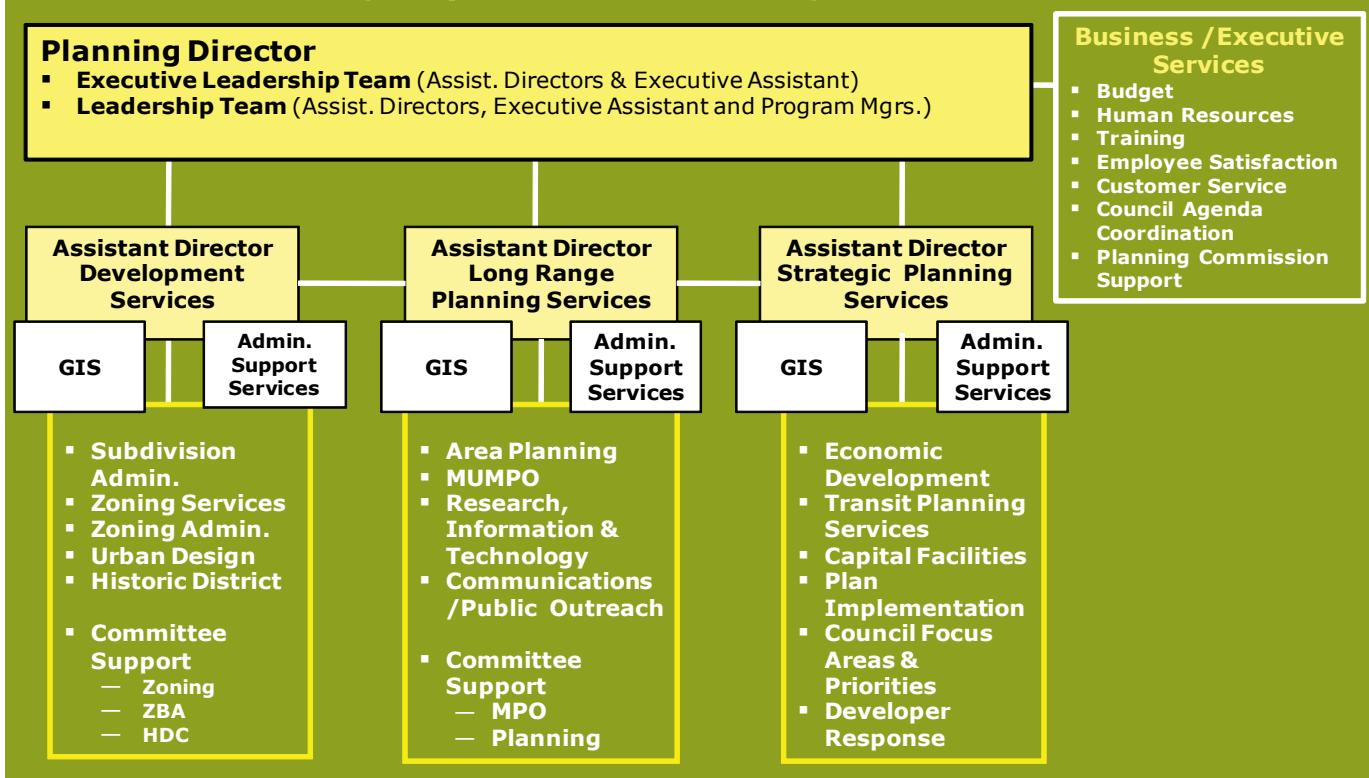 Planning Director
▪ Executive Leadership Team (Assist. Directors & Executive Assistant)
▪ Leadership Team (Assist. Directors, Executive Assistant and Program Mgrs.)
Business /Executive
Services
▪ Budget
▪ Human Resources
▪ Training
▪ Employee Satisfaction
▪ Customer Service
▪ Council Agenda
Coordination
▪ Planning Commission
Support
Assistant Director
Development
Services
GIS
Admin.
Support
Services
▪ Subdivision
Admin.
▪ Zoning Services
▪ Zoning Admin.
▪ Urban Design
▪ Historic District
▪ Committee
Support
— Zoning
— ZBA
— HDC
Assistant Director
Long Range
Planning Services
GIS
Admin.
Support
Services
▪ Area Planning
▪ MUMPO
▪ Research,
Information &
Technology
▪ Communications
/Public Outreach
▪ Committee
Support
— MPO
— Planning
Assistant Director
Strategic Planning
Services
GIS
Admin.
Support
Services
▪ Economic
Development
▪ Transit Planning
Services
▪ Capital Facilities
▪ Plan
Implementation
▪ Council Focus
Areas &
Priorities
▪ Developer
Response